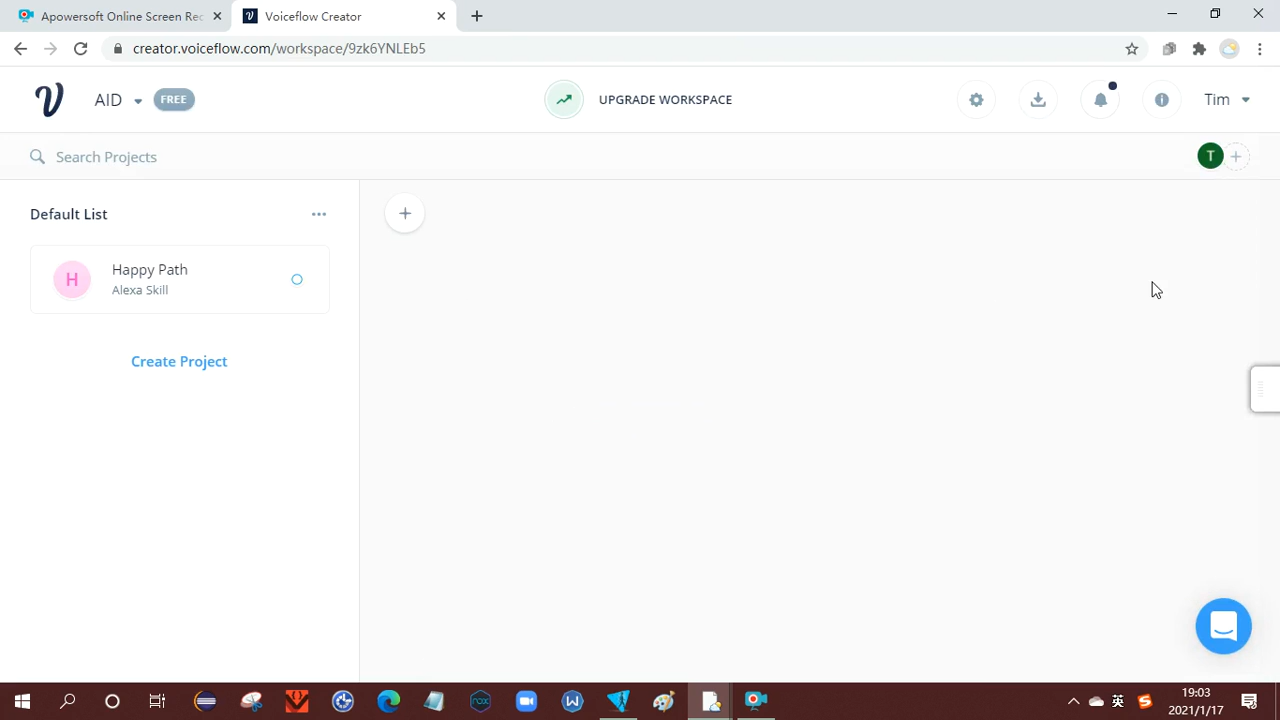 Apowersoft Online Screen Rec
Voiceflow Creator
creator.voiceflow.com/workspace/9zk6YNLEb5
AID
FREE
UPGRADE WORKSPACE
Tim
Search Projects
T
Default List
H
Happy Path
Alexa Skill
Create Project
nox
W
英
S
19:03
2021/1/17